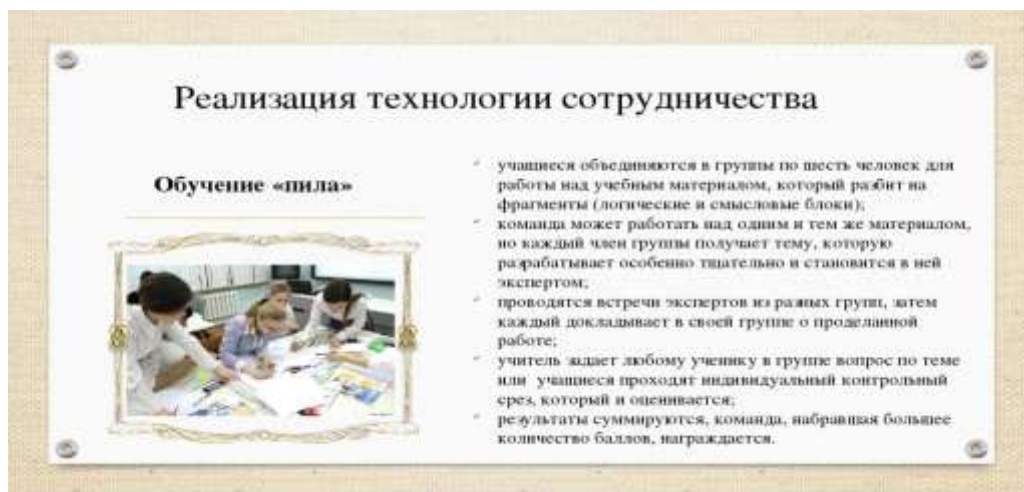 Реализация технологии сотрудничества
Обучение «пила»
учащиеся объединяются в группы по шесть человек для
работы над учебным материалом, который разбит на
фрагменты (логические и смысловые блоки);
команда может работать над одним и тем же материалом,
но каждый член группы получает тему, которую
разрабатывает особенно тщательно и становится в ней
экспертом;
проводятся встречи экспертов из разных групп, затем
каждый докладывает в своей группе о проделанной
работе;
учитель задает любому ученику в группе вопрос по теме
или учащиеся проходят индивидуальный контрольный
срез, который и оценивается;
результаты суммируются, команда, набравшая большее
количество баллов, награждается.